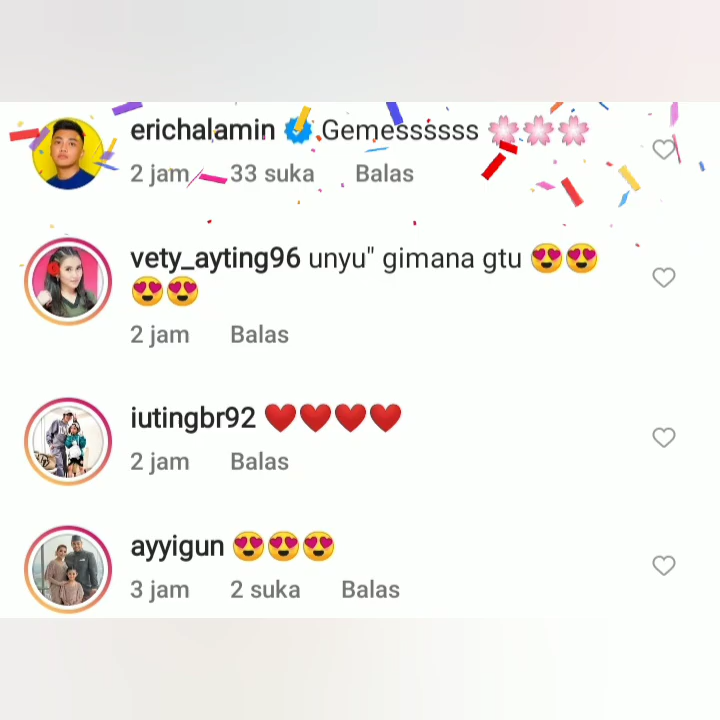 erichalamin Gemessssss 🌸🌸🌸
2 jam 33 suka Balas
vety_ayting96 unyu" gimana gtu 😍😍
😍😍
2 jam Balas
iutingbr92 ❤️❤️❤️❤️
2 jam Balas
ayyigun 😍😍😍
3 jam 2 suka Balas